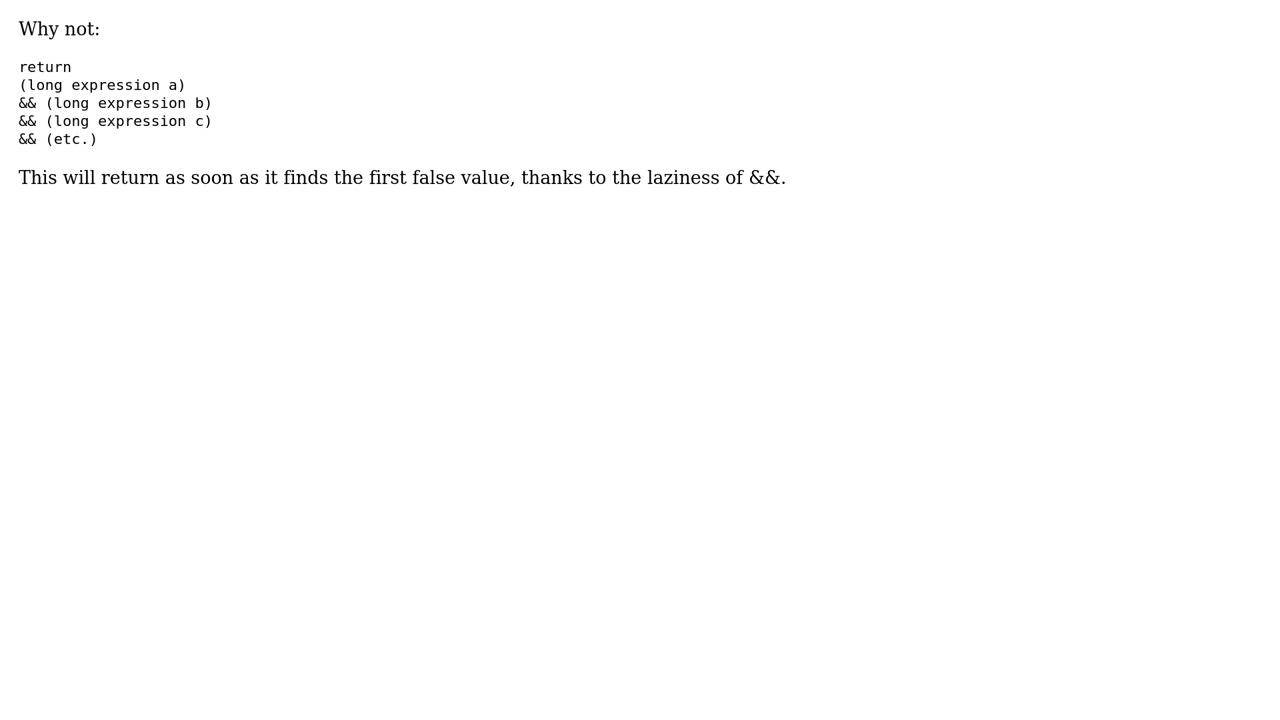 Why not:
return
(long expression a)
&& (long expression b)
&& (long expression c)
&& (etc.)
This will return as soon as it finds the first false value, thanks to the laziness of &&.